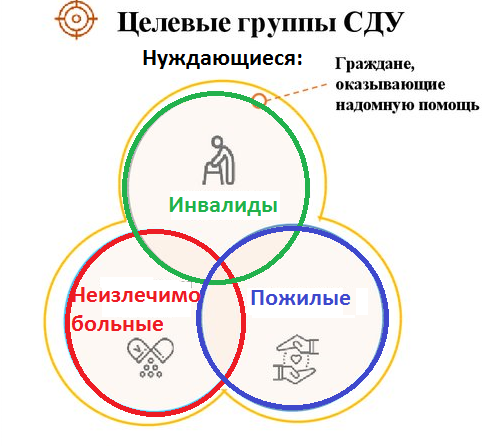 Целевые группы СДУ
Нуждающиеся:
Граждане,
оказывающие
надомную помощь
Инвалиды
Неизлечимо
больные
Пожилые